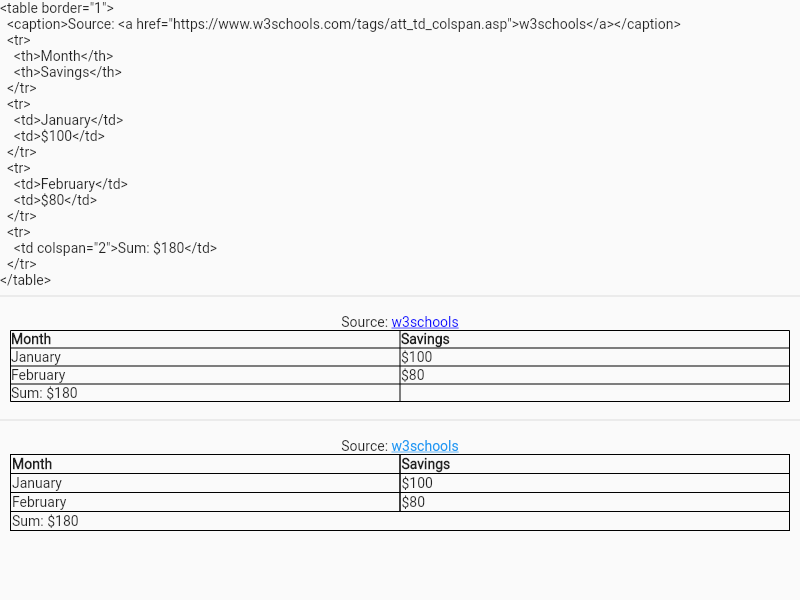 <table border="1">
  <caption>Source: <a href="https://www.w3schools.com/tags/att_td_colspan.asp">w3schools</a></caption>
  <tr>
    <th>Month</th>
    <th>Savings</th>
  </tr>
  <tr>
    <td>January</td>
    <td>$100</td>
  </tr>
  <tr>
    <td>February</td>
    <td>$80</td>
  </tr>
  <tr>
    <td colspan="2">Sum: $180</td>
  </tr>
</table>
Source: w3schools
Month Savings
January $100
February $80
Sum: $180
Source: w3schools
Month Savings
January $100
February $80
Sum: $180